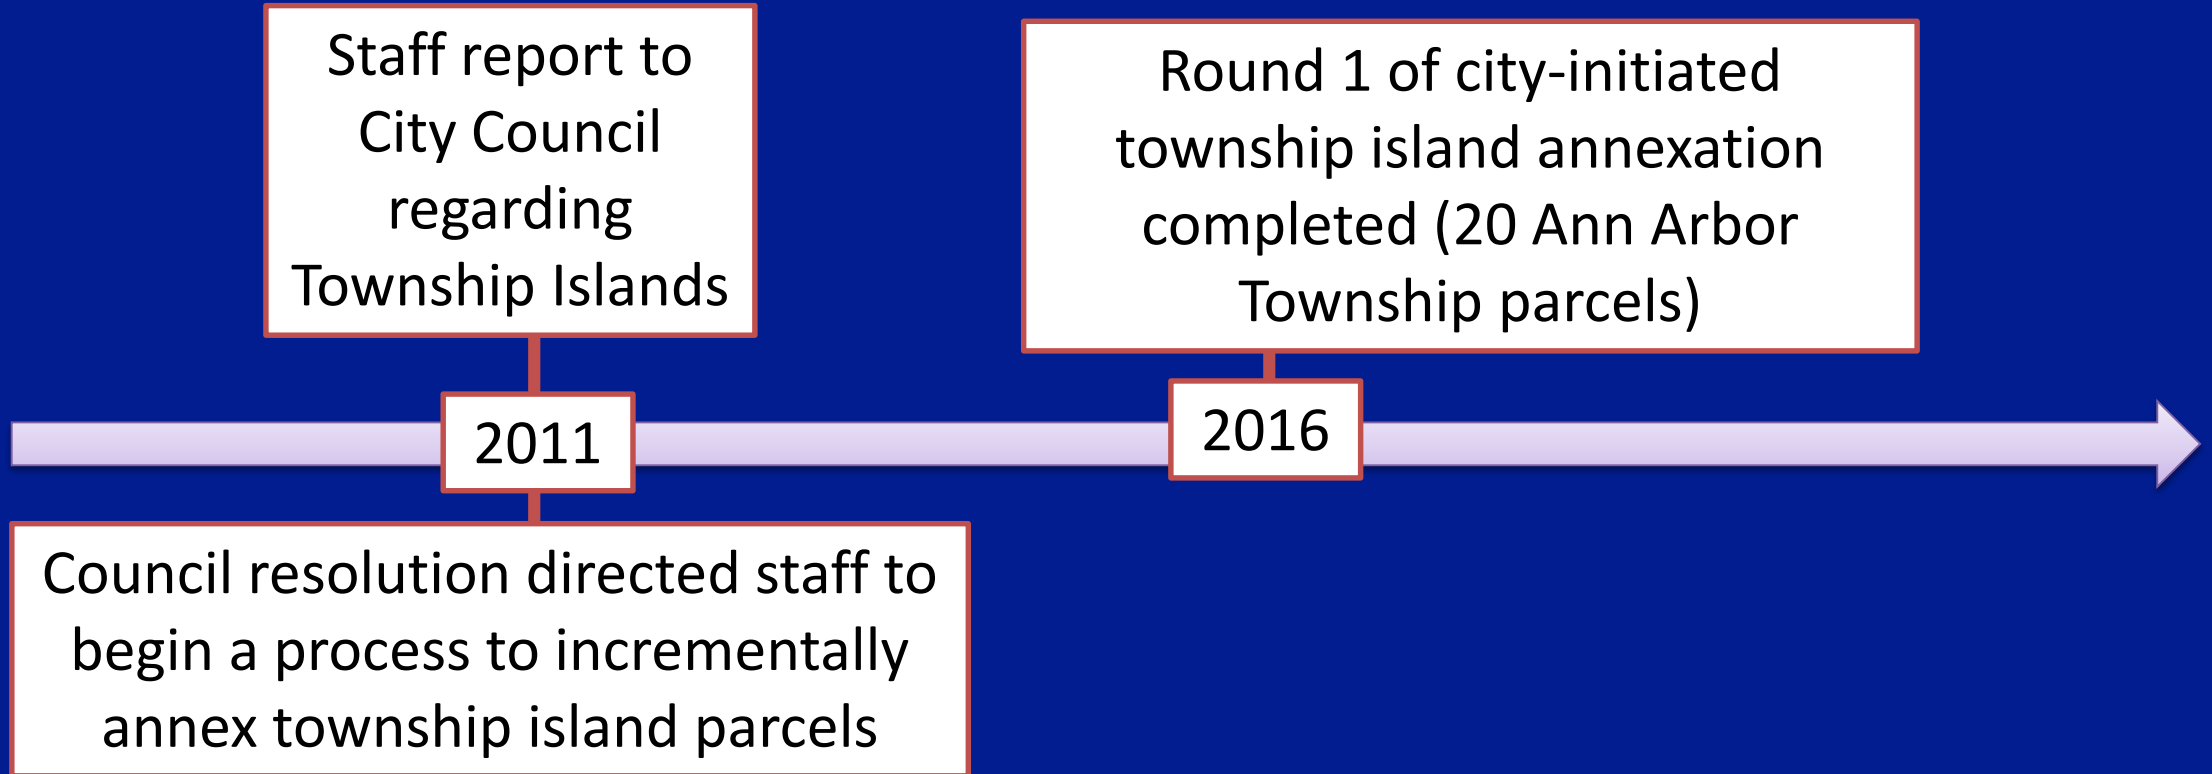 Staff report to
City Council
regarding
Township Islands
Round 1 of city-initiated
township island annexation
completed (20 Ann Arbor
Township parcels)
2011
2016
Council resolution directed staff to
begin a process to incrementally
annex township island parcels